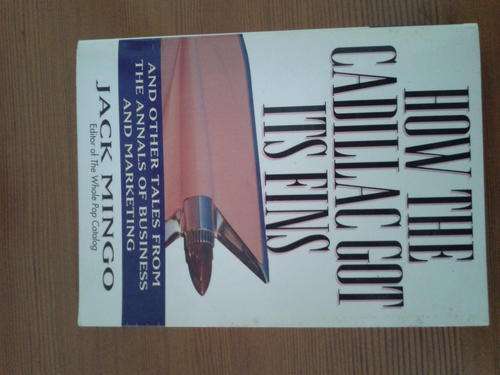 HOW THE
CADILLAC GOT
ITS FINS
AND OTHER TALES FROM
THE ANNALS OF BUSINESS
AND MARKETING
JACK MINGO
Editor of The Whole Pop Catalog